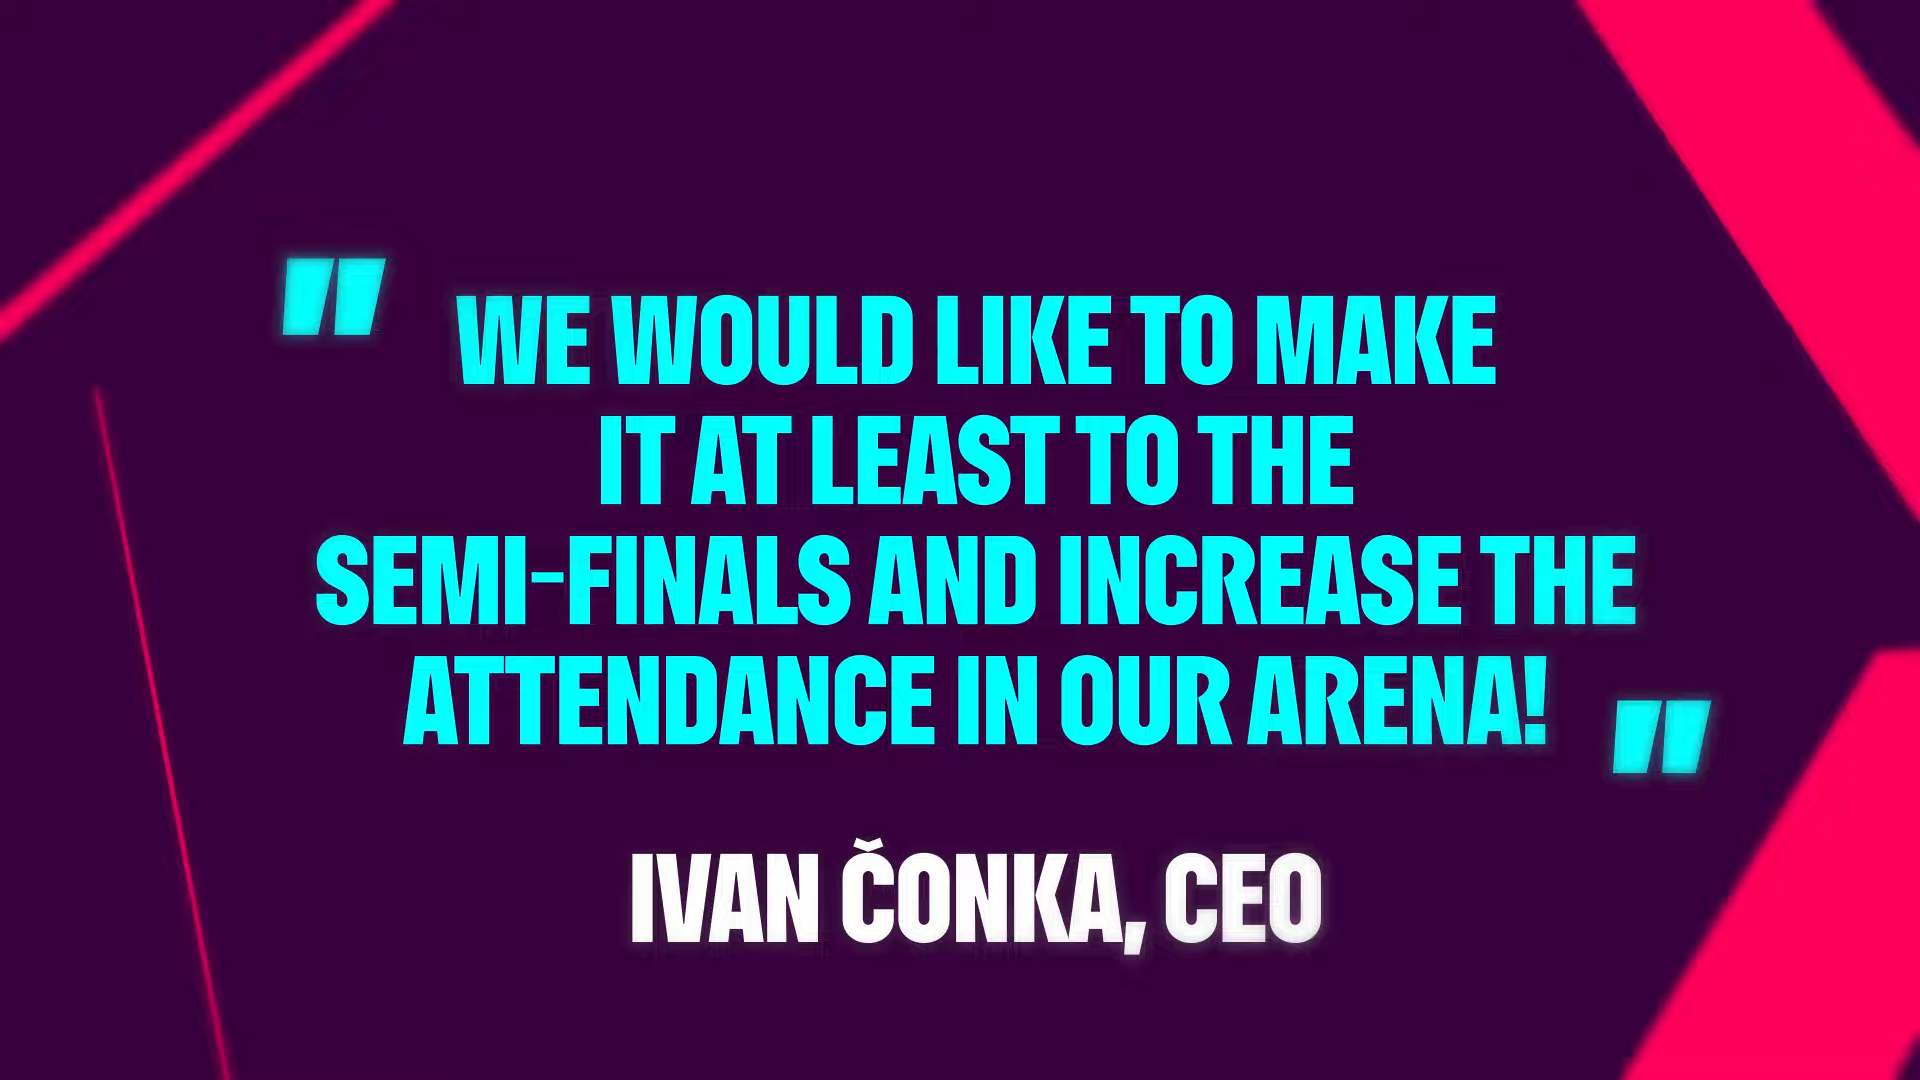 " WE WOULD LIKE TO MAKE
IT AT LEAST TO THE
SEMI-FINALS AND INCREASE THE
ATTENDANCE IN OUR ARENA! "
IVAN ČONKA, CEO